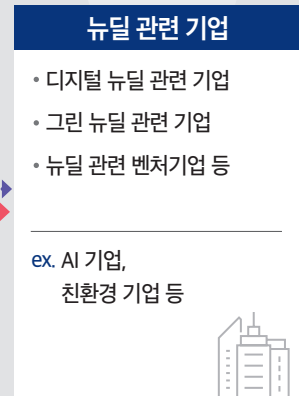 뉴딜 관련 기업
• 디지털 뉴딜 관련 기업
• 그린 뉴딜 관련 기업
• 뉴딜 관련 벤처기업 등
ex. AI 기업,
친환경 기업 등